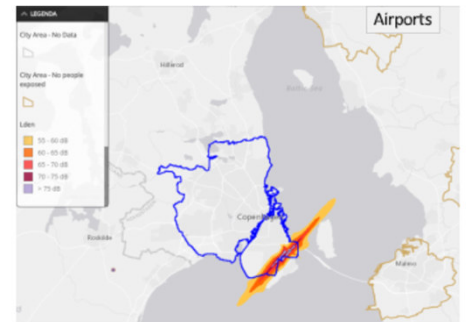 LEGENDA
Airports
City Area - No Data
City Area - No people
exposed
Lden
55 - 60 dB
60 - 65 dB
65 - 70 dB
70 - 75 dB
> 75 dB
Hillerød
Roskilde
Malmö